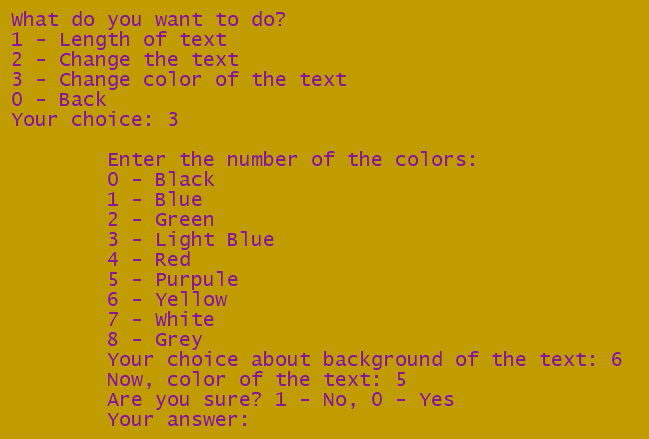 What do you want to do?
1 - Length of text
2 - Change the text
3 - Change color of the text
0 - Back
Your choice: 3
Enter the number of the colors:
0 - Black
1 - Blue
2 - Green
3 - Light Blue
4 - Red
5 - Purpule
6 - Yellow
7 - White
8 - Grey
Your choice about background of the text: 6
Now, color of the text: 5
Are you sure? 1 - No, 0 - Yes
Your answer: